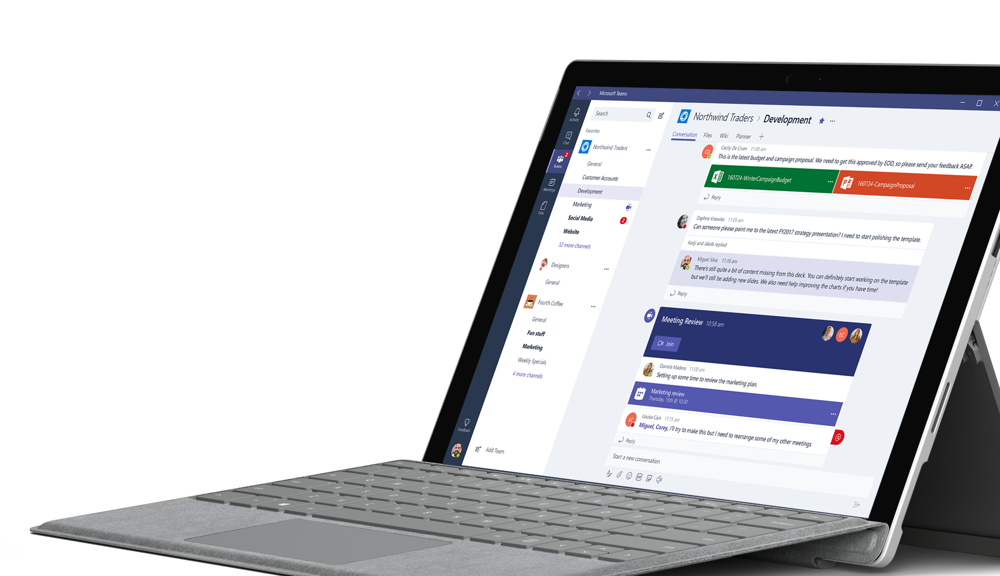 Microsoft Teams
Activity
Chat
2
Teams
Meetings
Files
Feedback
Search
Favorites
Northwind Traders
General
Customer Accounts
Development
Marketing
Social Media 2
Website
32 more channels
Designers
General
Fourth Coffee
General
Fun stuff
Marketing
Weekly Specials
4 more channels
Add Team
Northwind Traders > Development
Conversation Files Wiki Planner +
CD
Cecily De Crum 11:00 am
This is the latest budget and campaign proposal. We need to get this approved by EOD, so please send your feedback ASAP.
160724-WinterCampaignBudget
160724-CampaignProposal
Reply
Daphne Knowles 11:05 am
Can someone please point me to the latest FY2017 strategy presentation? I need to start polishing the template.
Kadji and Jakob replied
Miguel Silva 11:16 am
There's still quite a bit of content missing from this deck. You can definitely start working on the template
but we'll still be adding new slides. We also need help improving the charts if you have time!
Reply
Meeting Review 10:58 am
LC
Join
Daniela Madera 11:00 am
Setting up some time to review the marketing plan.
Marketing review
Thursday, 15th @ 10:30
LC
Louisa Cain 11:15 am
Miguel, Corey, I'll try to make this but I need to rearrange some of my other meetings
@
Reply
Start a new conversation
GIF